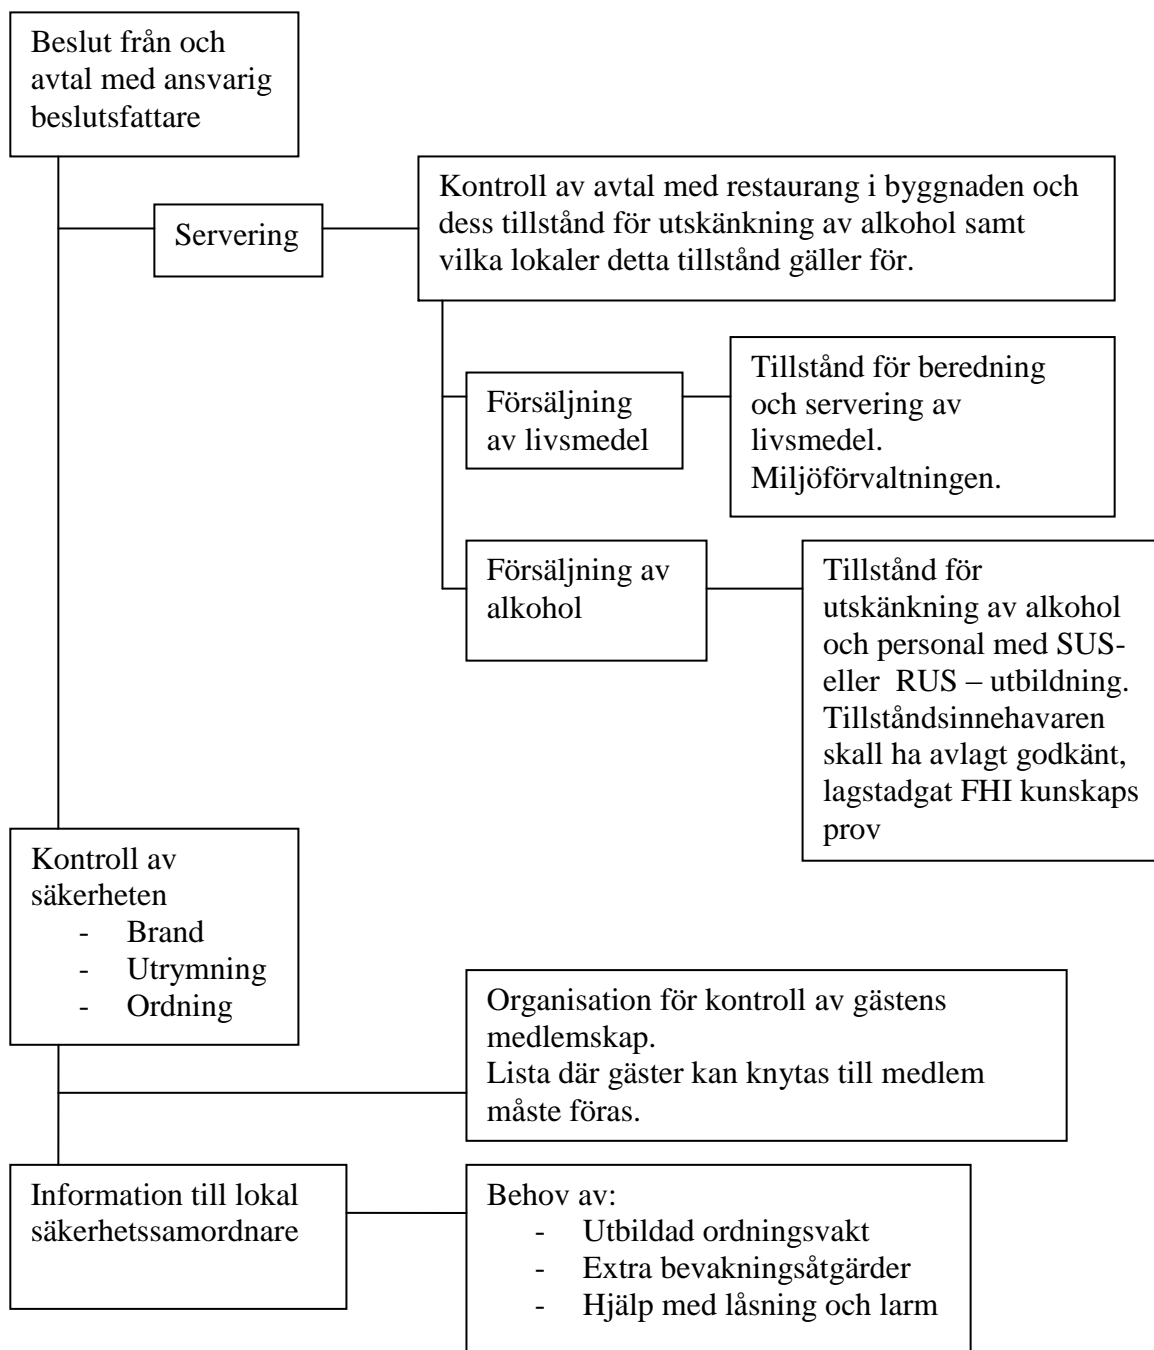 Beslut från och
avtal med ansvarig
beslutsfattare
Servering
Kontroll av avtal med restaurang i byggnaden och
dess tillstånd för utskänkning av alkohol samt
vilka lokaler detta tillstånd gäller för.
Försäljning
av livsmedel
Tillstånd för beredning
och servering av
livsmedel.
Miljöförvaltningen.
Försäljning av
alkohol
Tillstånd för
utskänkning av alkohol
och personal med SUS-
eller RUS – utbildning.
Tillståndsinnehavaren
skall ha avlagt godkänt,
lagstadgat FHI kunskaps
prov
Kontroll av
säkerheten
- Brand
- Utrymning
- Ordning
Organisation för kontroll av gästens
medlemskap.
Lista där gäster kan knytas till medlem
måste föras.
Information till lokal
säkerhetssamordnare
Behov av:
- Utbildad ordningsvakt
- Extra bevakningsåtgärder
- Hjälp med låsning och larm